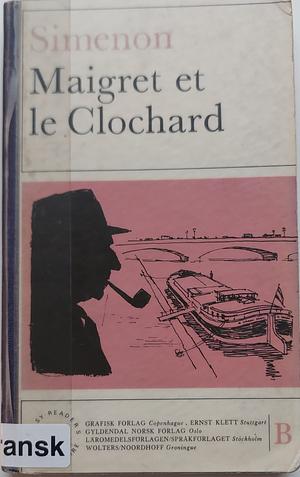 Simenon
Maigret et
le Clochard
GRAFISK FORLAG Copenhague . ERNST KLETT Stuttgart
GYLDENDAL NORSK FORLAG Oslo
LÄROMEDELSFÖRLAGEN/SPRÅKFÖRLAGET Stockholm
WOLTERS/NOORDHOFF Groningue
B
ansk